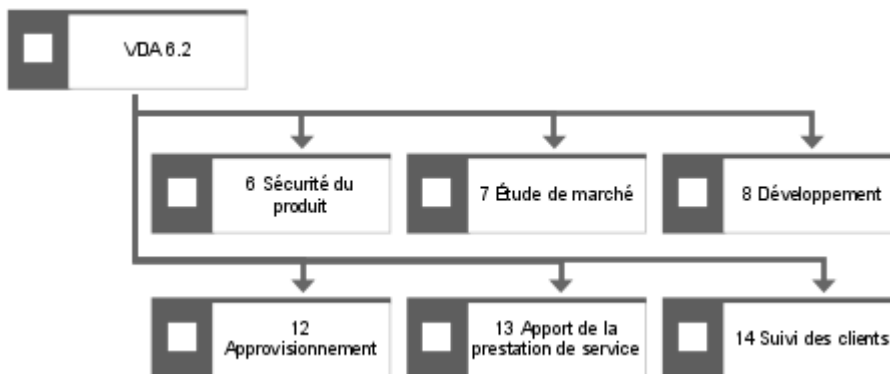 VDA 6.2
6 Sécurité du
produit
7 Étude de marché
8 Développement
12
Approvisionnement
13 Apport de la
prestation de service
14 Suivi des clients